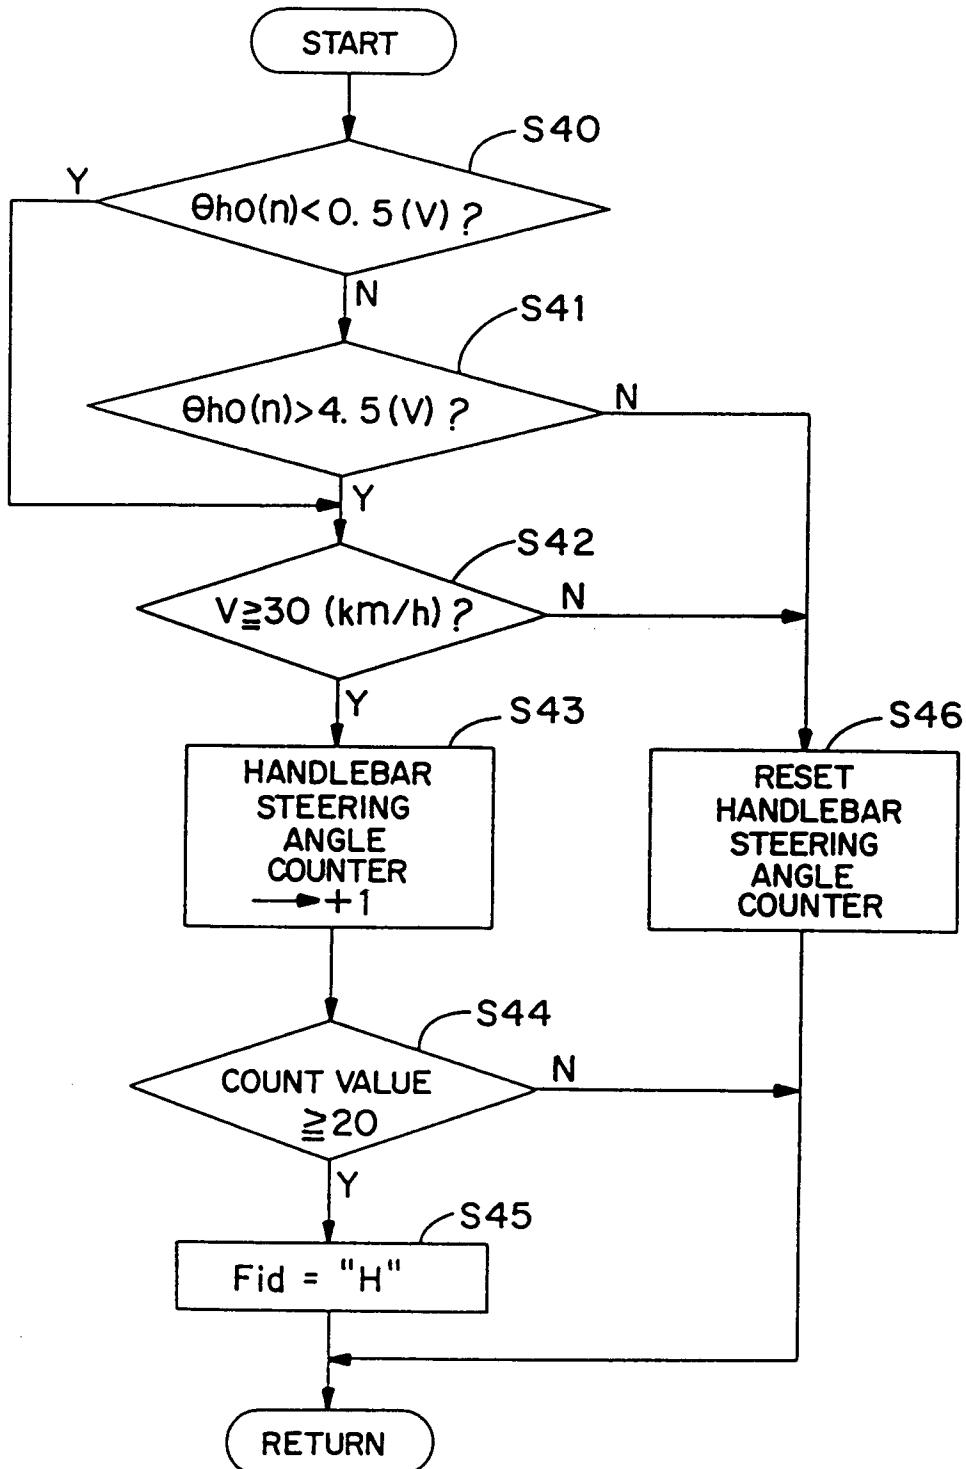 START
S40
Y
θho(n)<0.5(V)?
N
S41
θho(n)>4.5(V)?
N
Y
S42
V≧30 (km/h)?
N
Y
S43
HANDLEBAR
STEERING
ANGLE
COUNTER
→+1
S46
RESET
HANDLEBAR
STEERING
ANGLE
COUNTER
S44
COUNT VALUE
≧20
N
Y
S45
Fid = "H"
RETURN